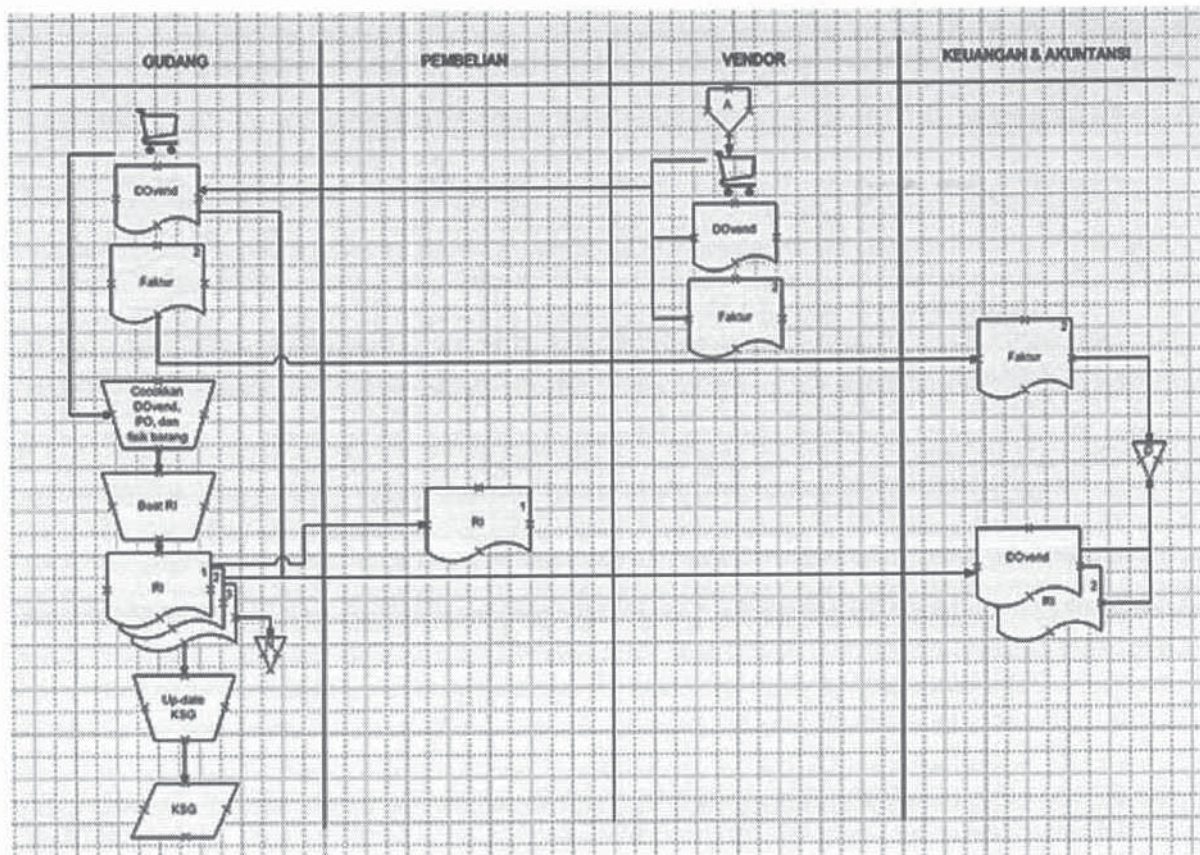 GUDANG
PEMBELIAN
VENDOR
KEUANGAN & AKUNTANSI
A
DOvend
DOvend
2
Faktur
2
Faktur
2
Faktur
Cocokkan
DOvend,
PO, dan
fisik barang
Buat RI
RI
1
2
3
RI
1
DOvend
RI
2
N
Up-date
KSG
KSG